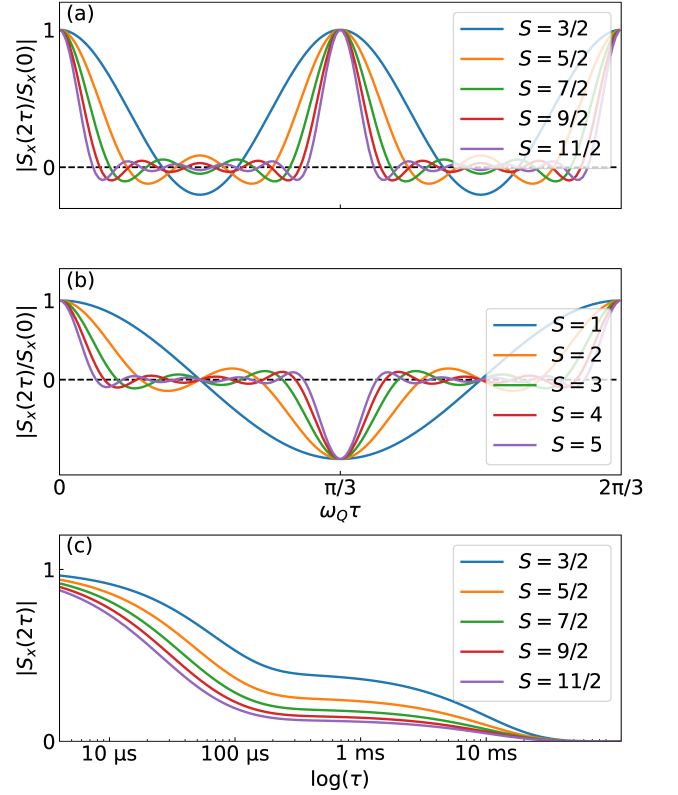 (a)
|Sₓ(2τ)/Sₓ(0)|
1
0
S = 3/2
S = 5/2
S = 7/2
S = 9/2
S = 11/2
(b)
|Sₓ(2τ)/Sₓ(0)|
1
0
S = 1
S = 2
S = 3
S = 4
S = 5
0
π/3
2π/3
ω_Qτ
(c)
|Sₓ(2τ)|
1
0
S = 3/2
S = 5/2
S = 7/2
S = 9/2
S = 11/2
10 μs
100 μs
1 ms
10 ms
log(τ)